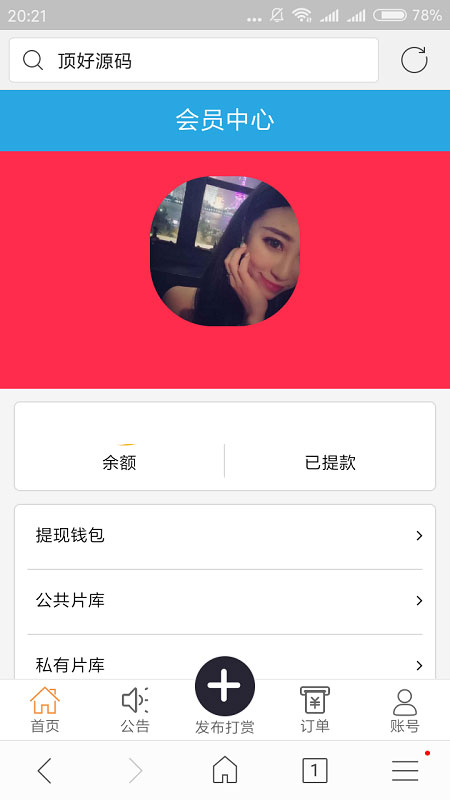 20:21
78%
顶好源码
会员中心
余额
已提款
提现钱包
公共片库
私有片库
首页
公告
发布打赏
订单
账号
1